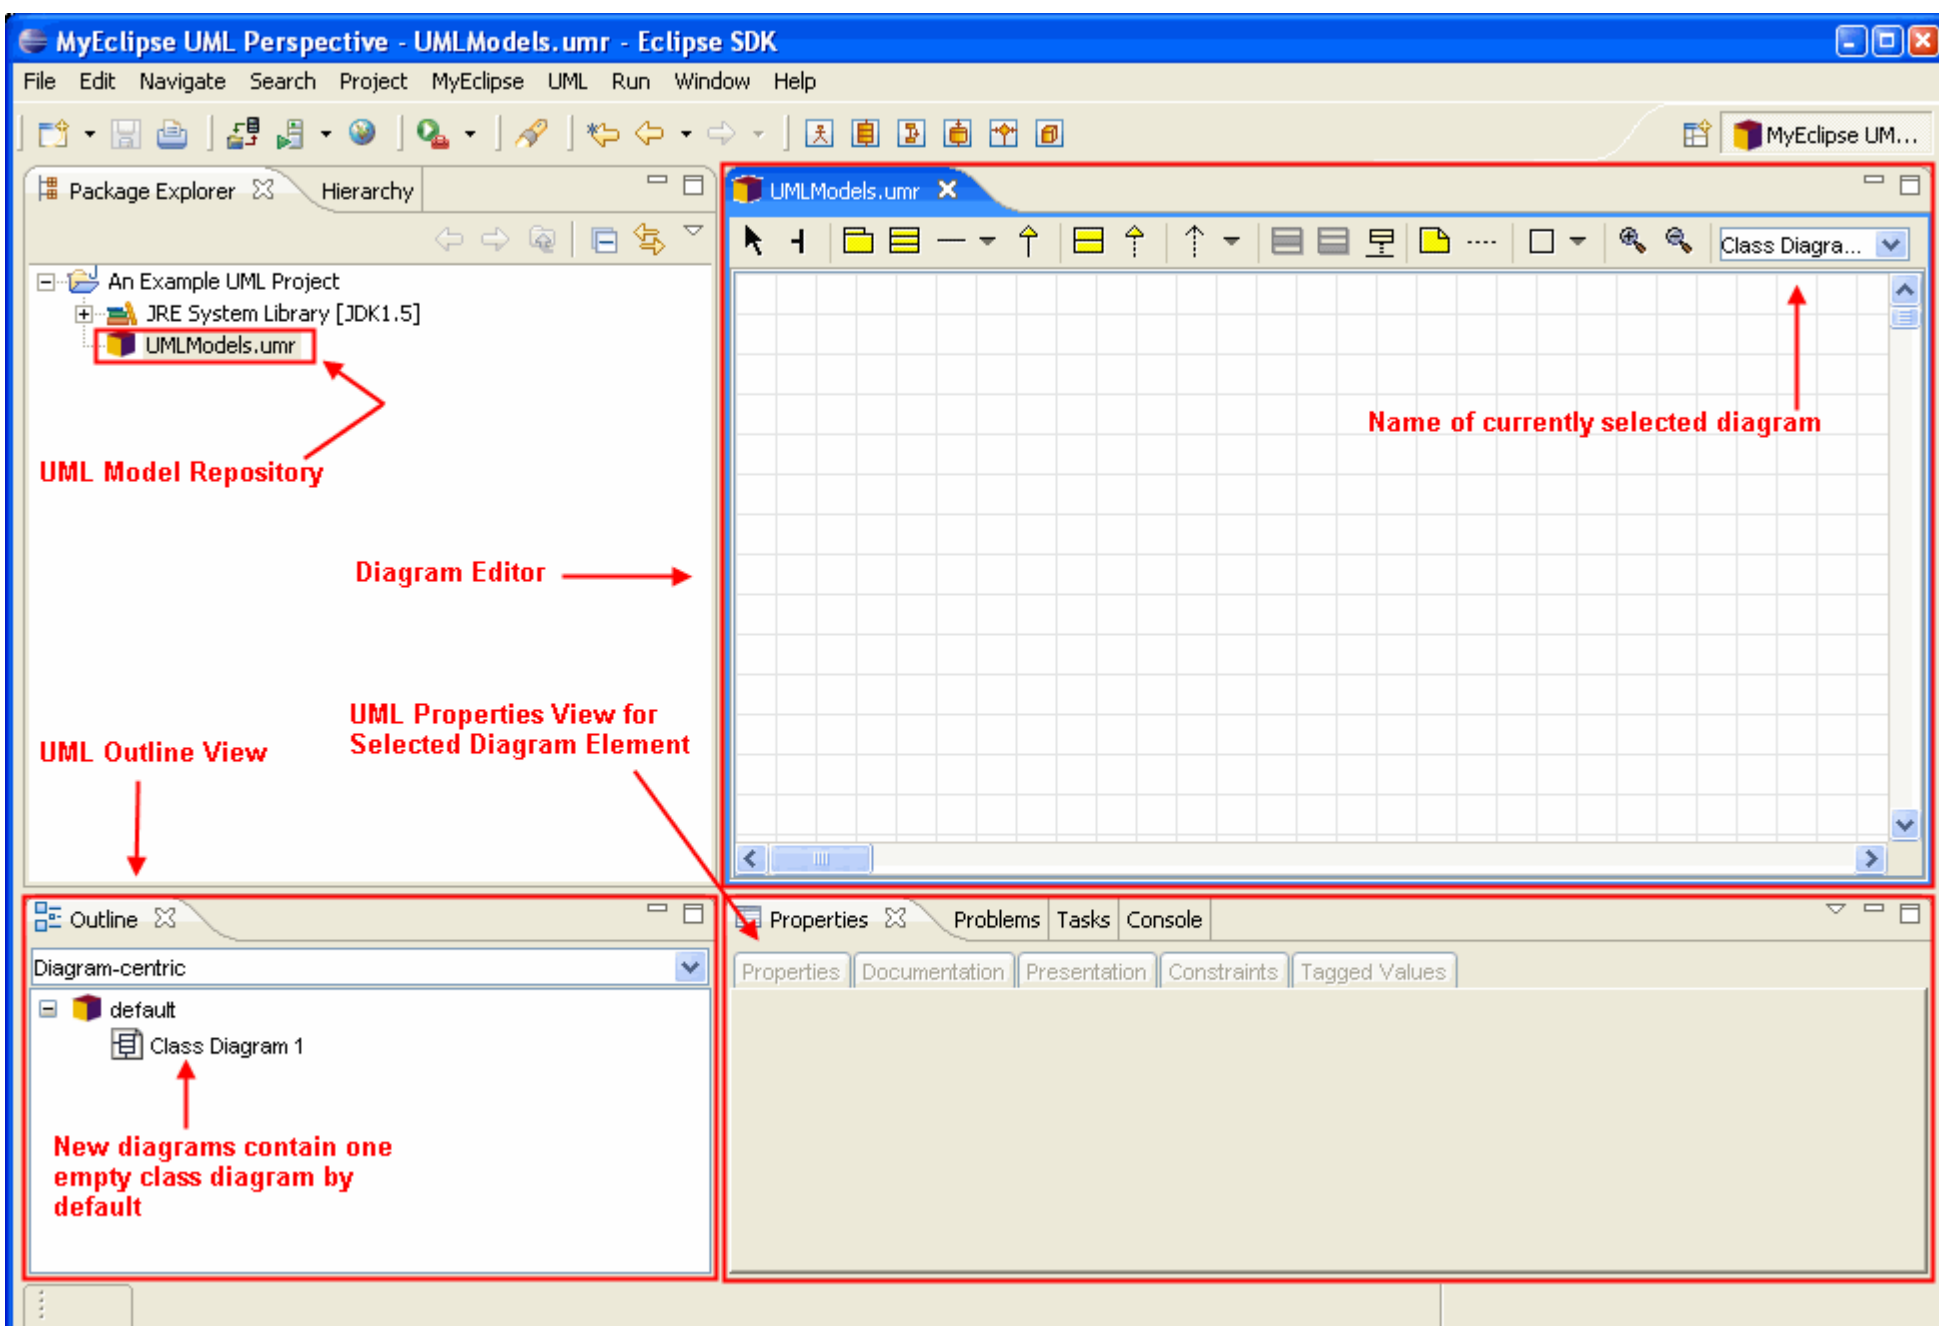 MyEclipse UML Perspective - UMLModels.umr - Eclipse SDK
File Edit Navigate Search Project MyEclipse UML Run Window Help
MyEclipse UM...
Package Explorer Hierarchy
UMLModels.umr
Class Diagra...
An Example UML Project
JRE System Library [JDK1.5]
UMLModels.umr
Name of currently selected diagram
UML Model Repository
Diagram Editor
UML Properties View for
Selected Diagram Element
UML Outline View
Outline
Properties Problems Tasks Console
Diagram-centric
Properties Documentation Presentation Constraints Tagged Values
default
Class Diagram 1
New diagrams contain one
empty class diagram by
default